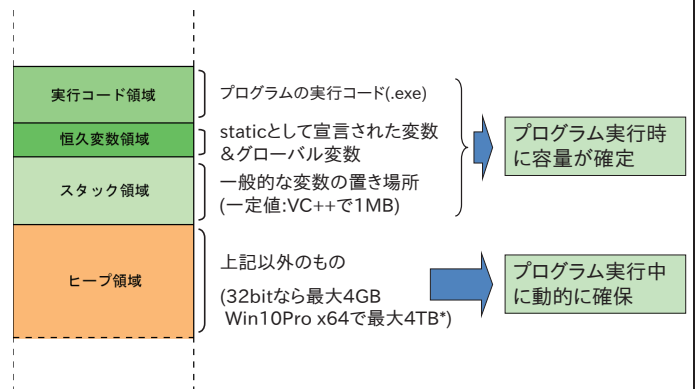 実行コード領域
プログラムの実行コード(.exe)
恒久変数領域
staticとして宣言された変数
&グローバル変数
プログラム実行時
に容量が確定
スタック領域
一般的な変数の置き場所
(一定値:VC++で1MB)
ヒープ領域
上記以外のもの
(32bitなら最大4GB
Win10Pro x64で最大4TB*)
プログラム実行中
に動的に確保